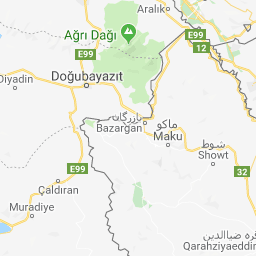 Aralık
Ağrı Dağı
E99
E99
12
Diyadin
Doğubayazıt
بازرگان
Bazargan
ماکو
Maku
شوط
Showt
E99
32
Çaldıran
Muradiye
قره ضیاالدین
Qarahziyaeddin